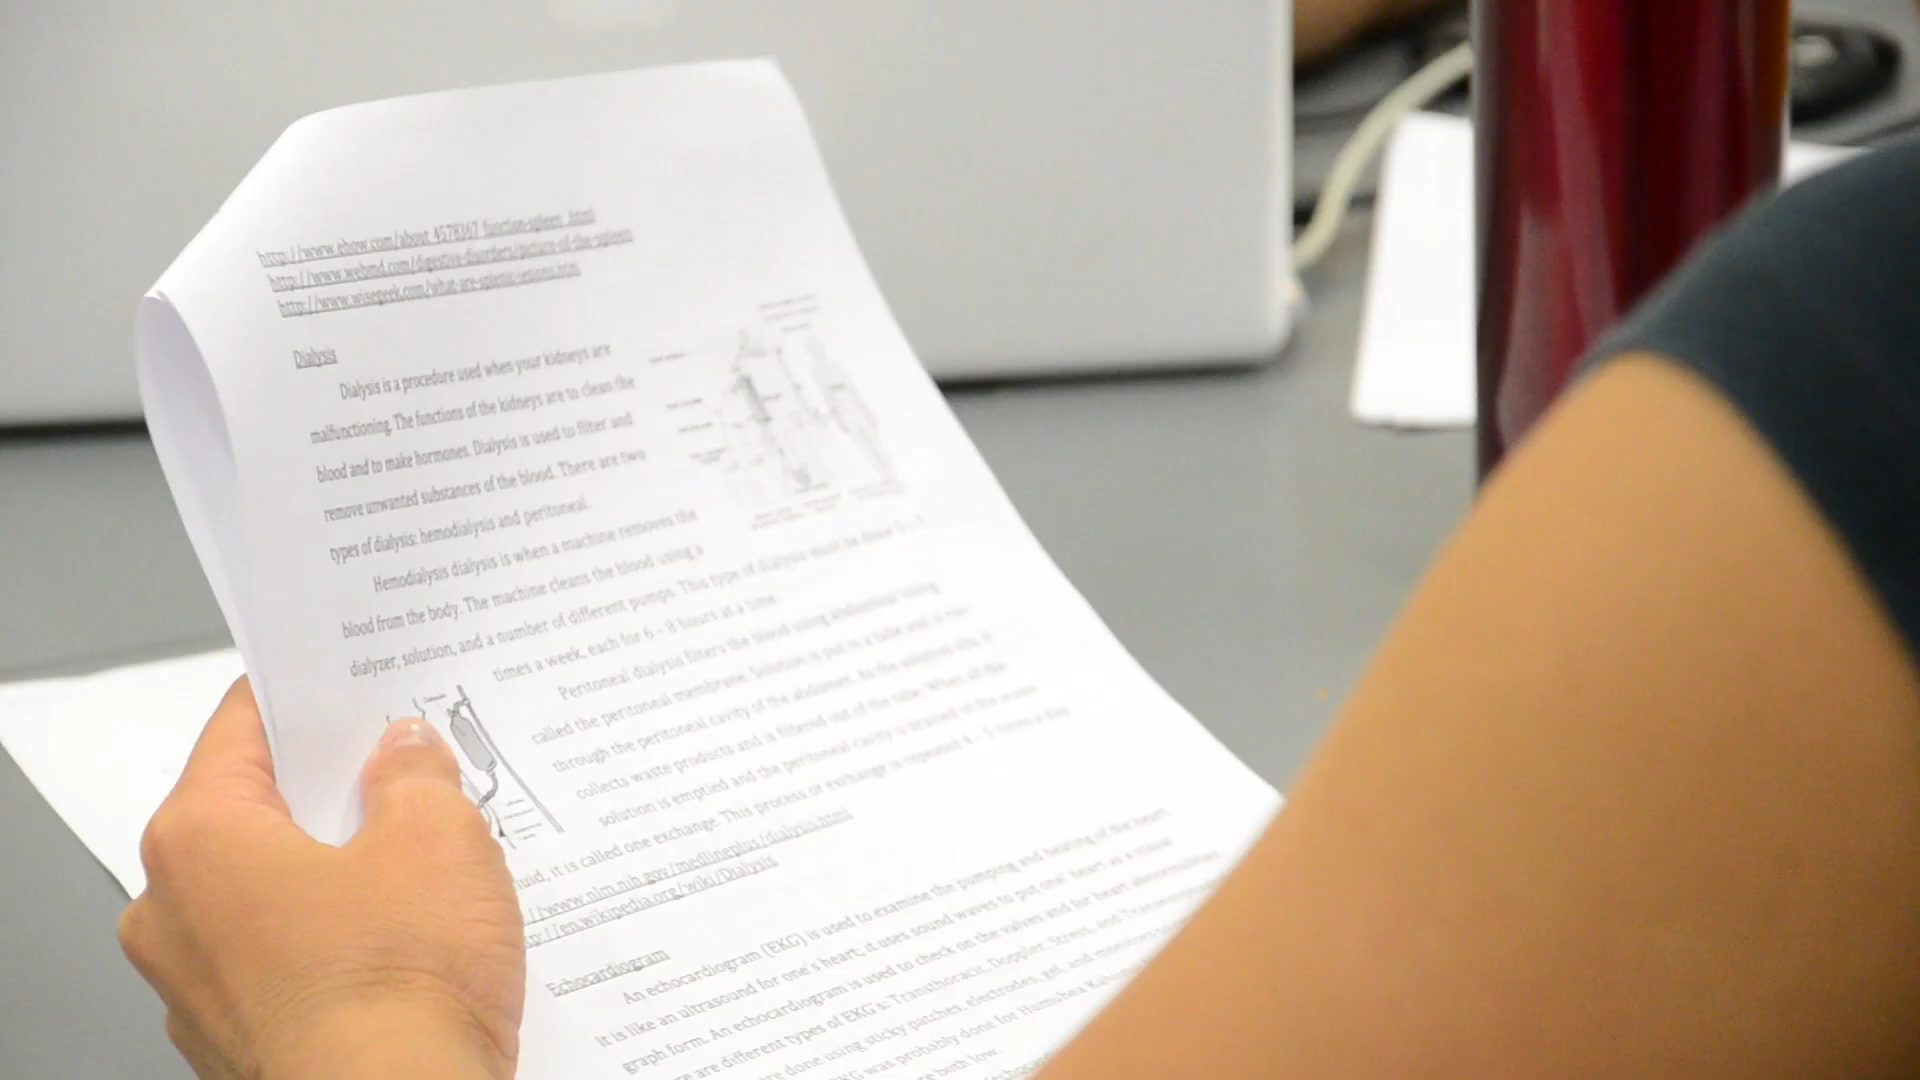 http://www.ehow.com/about_4578367_function-spleen_.html
http://www.webmd.com/digestive-disorders/picture-of-the-spleen
http://www.wisegeek.com/what-are-splenic-lesions.htm
Dialysis
Dialysis is a procedure used when your kidneys are
malfunctioning. The functions of the kidneys are to clean the
blood and to make hormones. Dialysis is used to filter and
remove unwanted substances of the blood. There are two
types of dialysis: hemodialysis and peritoneal.
Hemodialysis dialysis is when a machine removes the
blood from the body. The machine cleans the blood using a
dialyzer, solution, and a number of different pumps. This type of dialysis must be done
times a week, each for 6 – 8 hours at a time.
Peritoneal dialysis filters the blood using abdominal lining
called the peritoneal membrane. Solution is put in a tube and is
through the peritoneal cavity of the abdomen. As the solution
collects waste products and is filtered out of the tube. When all the
solution is emptied and the peritoneal cavity is drained of the waste
luid, it is called one exchange. This process or exchange is repeated 4 – 5 times a day.
://www.nlm.nih.gov/medlineplus/dialysis.html
tp://en.wikipedia.org/wiki/Dialysis
Echocardiogram
An echocardiogram (EKG) is used to examine the pumping and beating of the heart.
It is like an ultrasound for one's heart; it uses sound waves to put one' heart as a visual
graph form. An echocardiogram is used to check on the valves and for heart abnormalities.
re are different types of EKG's: Transthoracic, Doppler, Stress, and
re done using sticky patches, electrodes, gel, and monitors
EKG was probably done for Humuhea
re both low.